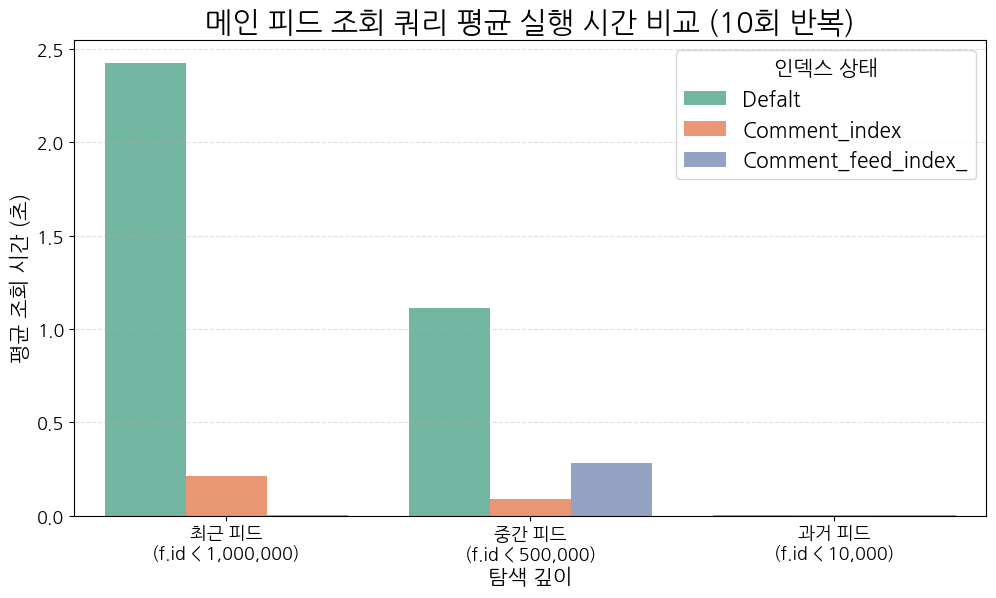 메인 피드 조회 쿼리 평균 실행 시간 비교 (10회 반복)
인덱스 상태
Defalt
Comment_index
Comment_feed_index_
평균 조회 시간 (초)
2.5
2.0
1.5
1.0
0.5
0.0
최근 피드
(f.id < 1,000,000)
중간 피드
(f.id < 500,000)
과거 피드
(f.id < 10,000)
탐색 깊이